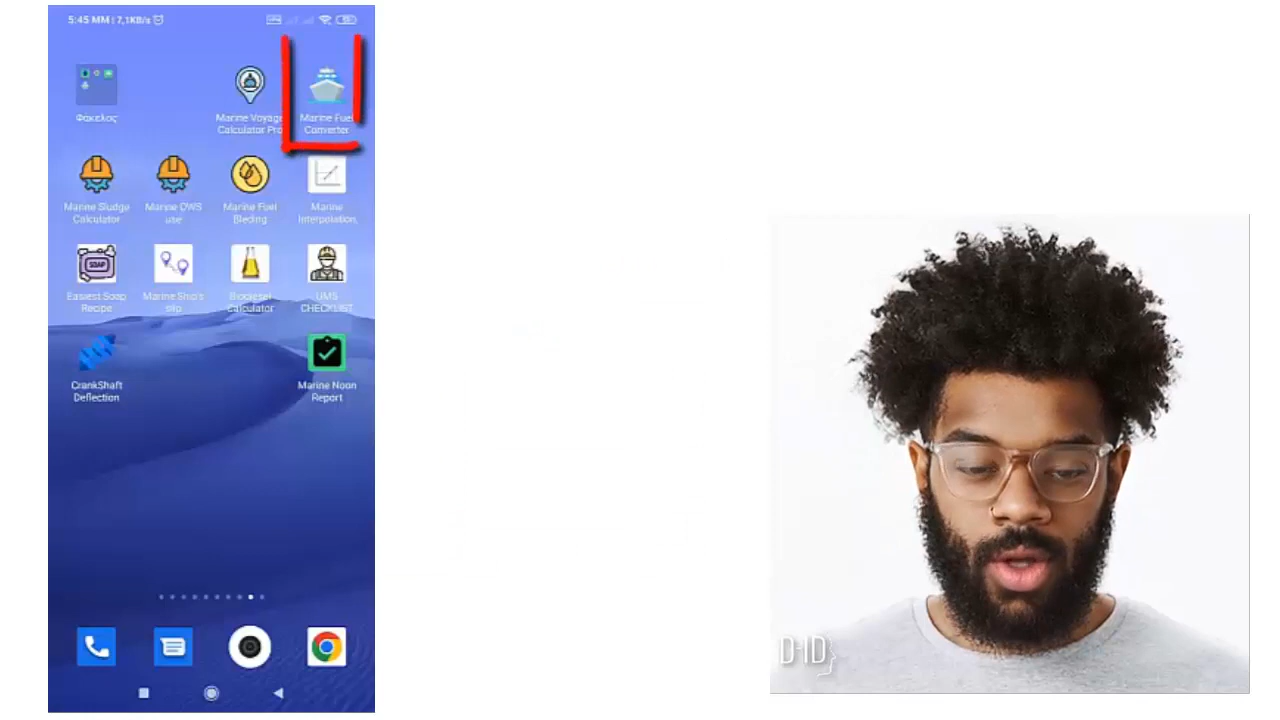 5:45 MM | 7,1KB/s
Φάκελος
Marine Voyage
Calculator Pro
Marine Fuel
Converter
Marine Sludge
Calculator
Marine OWS
use
Marine Fuel
Bleding
Marine
Interpolation,
SOAP
Easiest Soap
Recipe
Marine Ship's
slip
Biodiesel
Calculator
UMS
CHECKLIST
CrankShaft
Deflection
Marine Noon
Report
D-ID